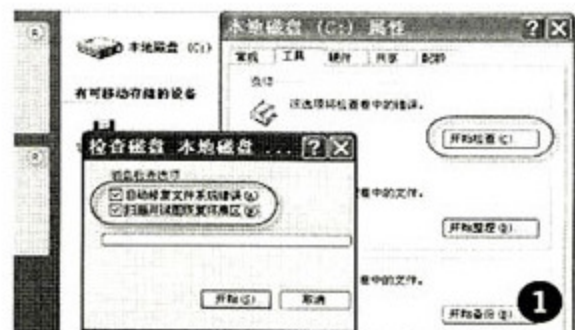 本地磁盘 (C:) 属性
本地磁盘 (C:)
常规 工具 硬件 共享 配额
有可移动存储的设备
查错
该选项将检查卷中的错误。
开始检查(C)
检查磁盘 本地磁盘 ...
磁盘检查选项
自动修复文件系统错误(A)
扫描并试图恢复坏扇区(N)
卷中的文件。
开始整理(D)
开始(S) 取消
卷中的文件。
开始备份(B)
1